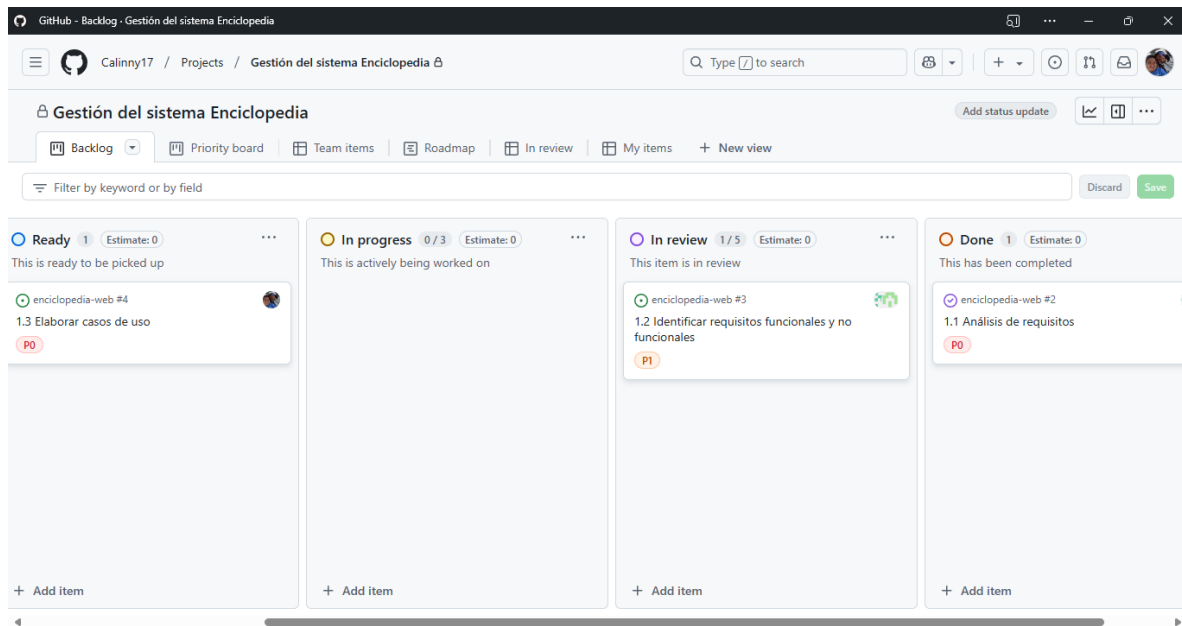 GitHub - Backlog · Gestión del sistema Enciclopedia
Calinny17 / Projects / Gestión del sistema Enciclopedia
Type / to search
Gestión del sistema Enciclopedia
Add status update
Backlog
Priority board
Team items
Roadmap
In review
My items
+ New view
Filter by keyword or by field
Discard
Save
Ready 1 Estimate: 0
This is ready to be picked up
enciclopedia-web #4
1.3 Elaborar casos de uso
P0
+ Add item
In progress 0 / 3 Estimate: 0
This is actively being worked on
+ Add item
In review 1 / 5 Estimate: 0
This item is in review
enciclopedia-web #3
1.2 Identificar requisitos funcionales y no
funcionales
P1
+ Add item
Done 1 Estimate: 0
This has been completed
enciclopedia-web #2
1.1 Análisis de requisitos
P0
+ Add item